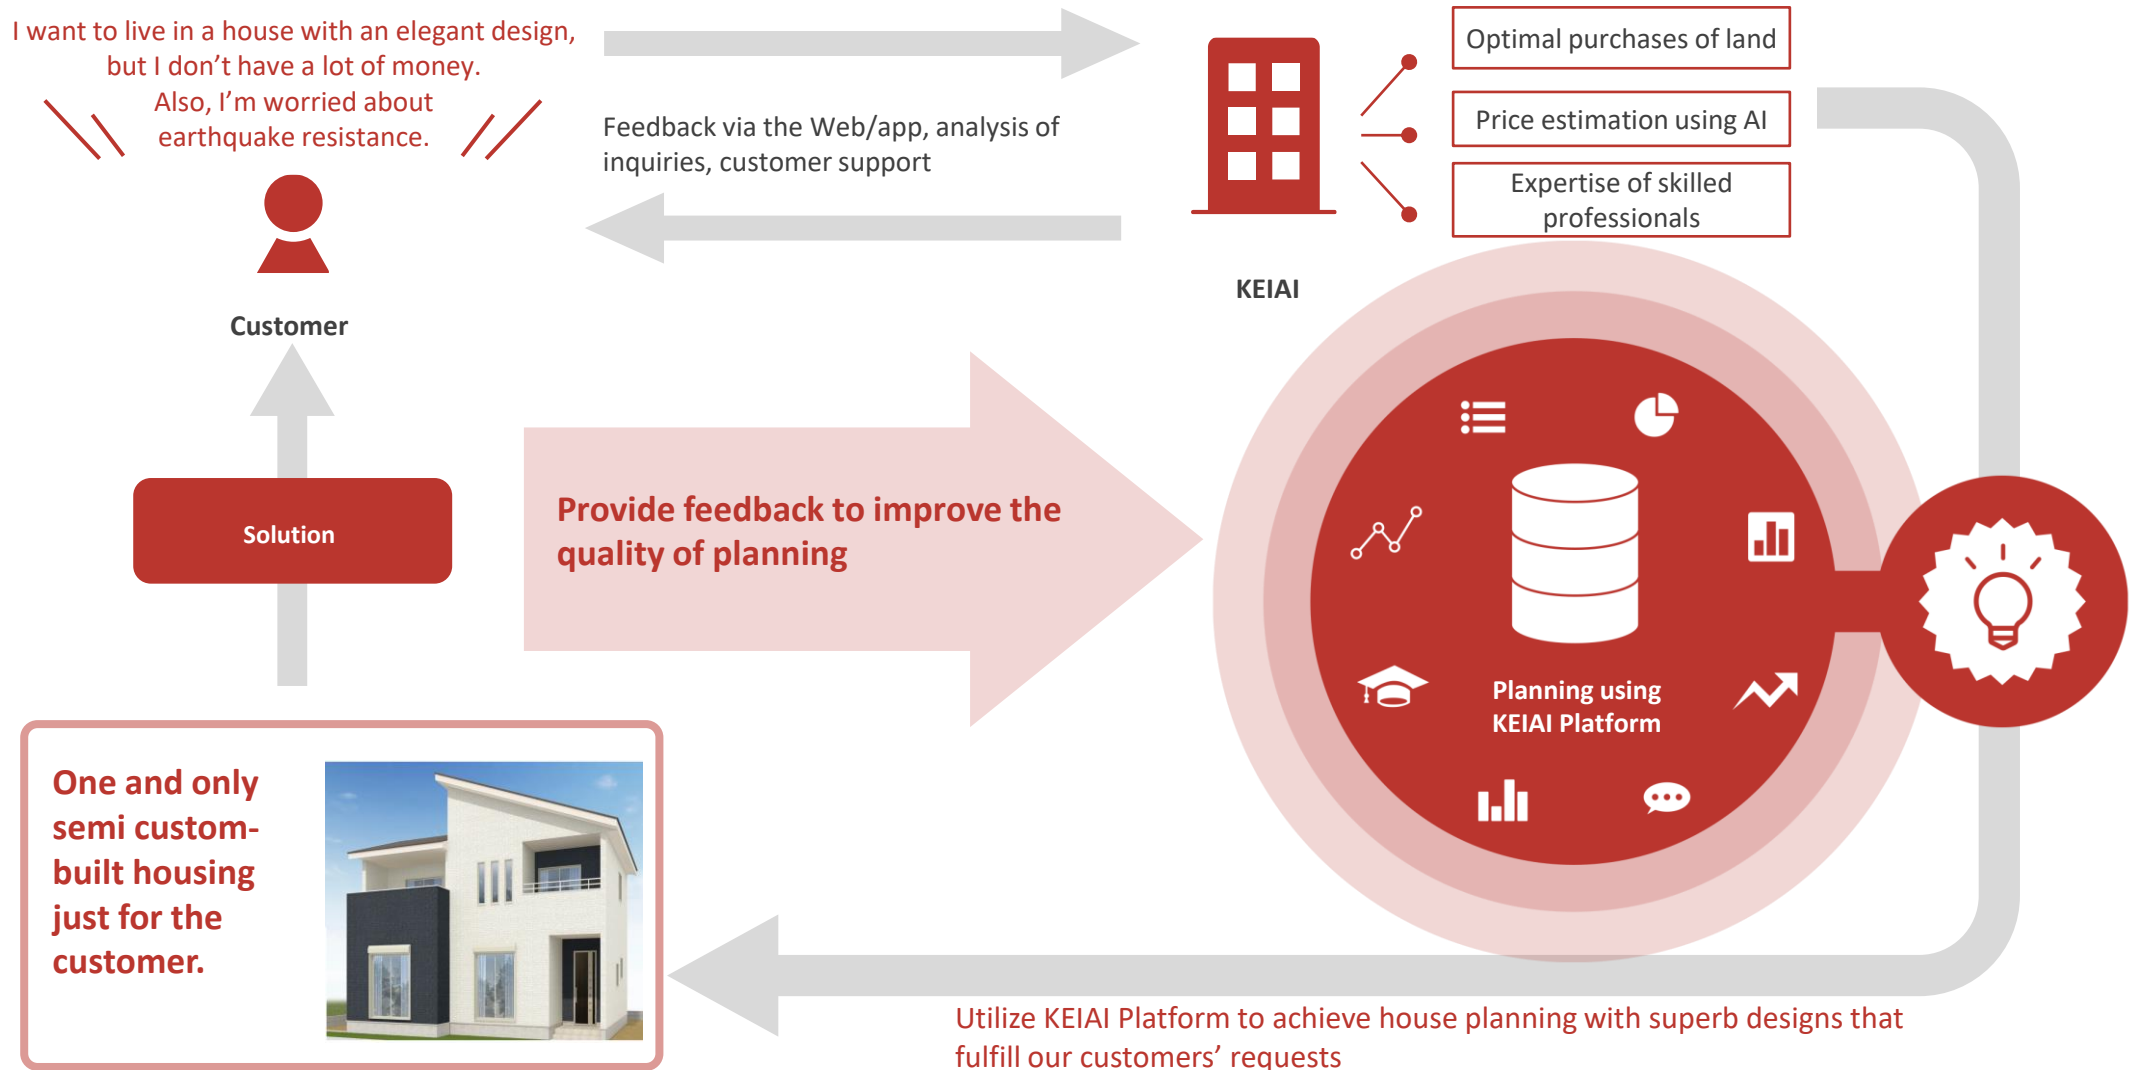 I want to live in a house with an elegant design,
but I don’t have a lot of money.
Also, I’m worried about
earthquake resistance.
Customer
Feedback via the Web/app, analysis of
inquiries, customer support
KEIAI
Optimal purchases of land
Price estimation using AI
Expertise of skilled
professionals
Solution
Provide feedback to improve the
quality of planning
Planning using
KEIAI Platform
One and only
semi custom-
built housing
just for the
customer.
Utilize KEIAI Platform to achieve house planning with superb designs that
fulfill our customers’ requests